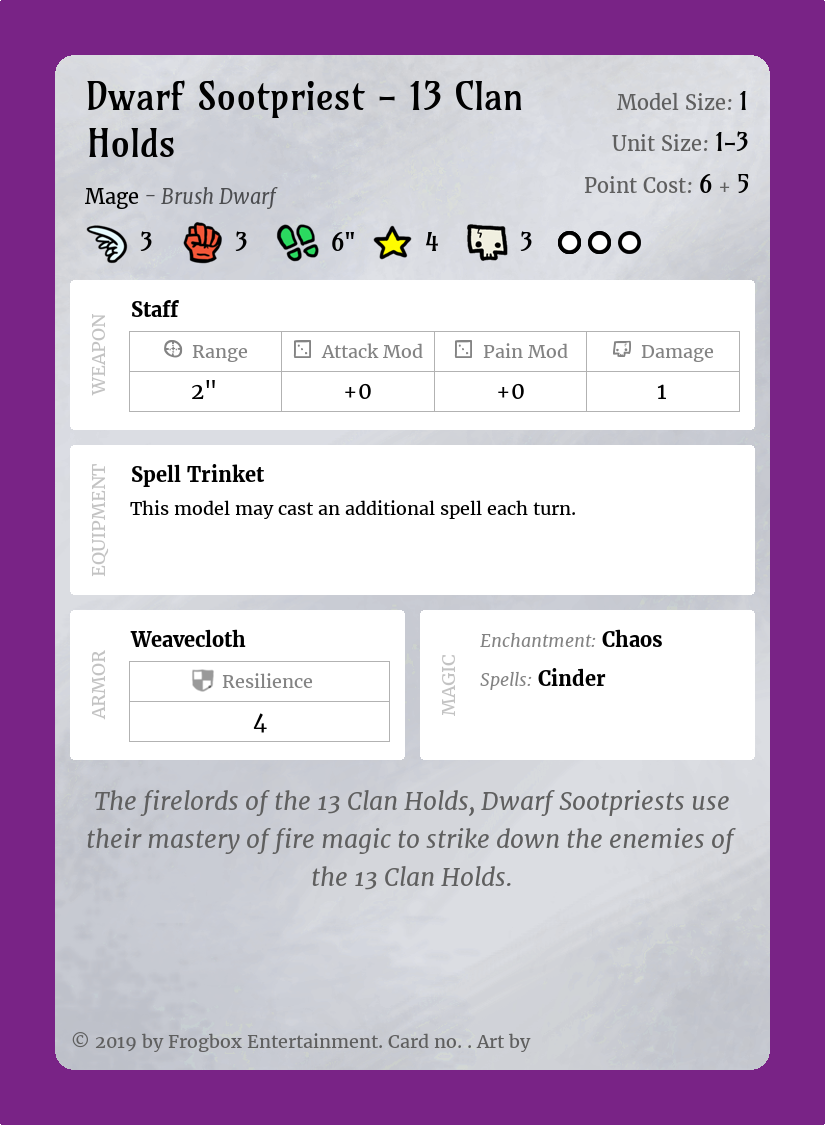 Dwarf Sootpriest – 13 Clan
Holds
Model Size: 1
Unit Size: 1–3
Point Cost: 6 + 5
Mage – Brush Dwarf
3 3 6" 4 3
WEAPON
Staff
Range Attack Mod Pain Mod Damage
2" +0 +0 1
EQUIPMENT
Spell Trinket
This model may cast an additional spell each turn.
ARMOR
Weavecloth
Resilience
4
MAGIC
Enchantment: Chaos
Spells: Cinder
The firelords of the 13 Clan Holds, Dwarf Sootpriests use
their mastery of fire magic to strike down the enemies of
the 13 Clan Holds.
© 2019 by Frogbox Entertainment. Card no. . Art by